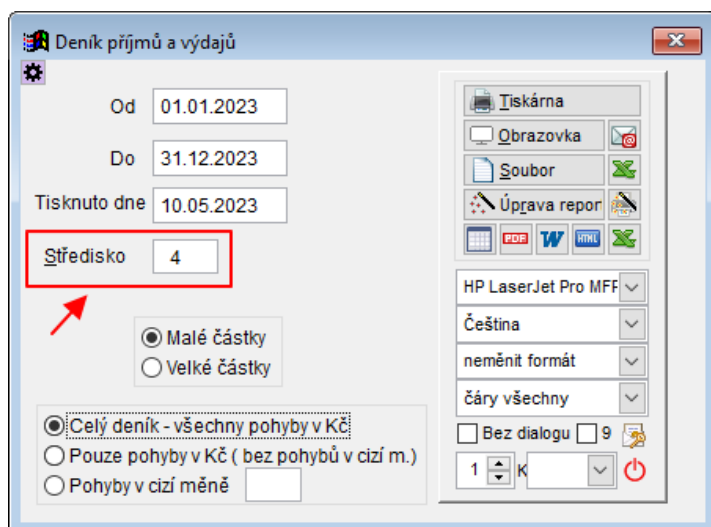 Deník příjmů a výdajů
Od 01.01.2023
Do 31.12.2023
Tisknuto dne 10.05.2023
Středisko 4
Malé částky
Velké částky
Celý deník - všechny pohyby v Kč
Pouze pohyby v Kč ( bez pohybů v cizí m.)
Pohyby v cizí měně
Tiskárna
Obrazovka
Soubor
Úprava repor
PDF W HTML
HP LaserJet Pro MFF
Čeština
neměnit formát
čáry všechny
Bez dialogu 9
1 K